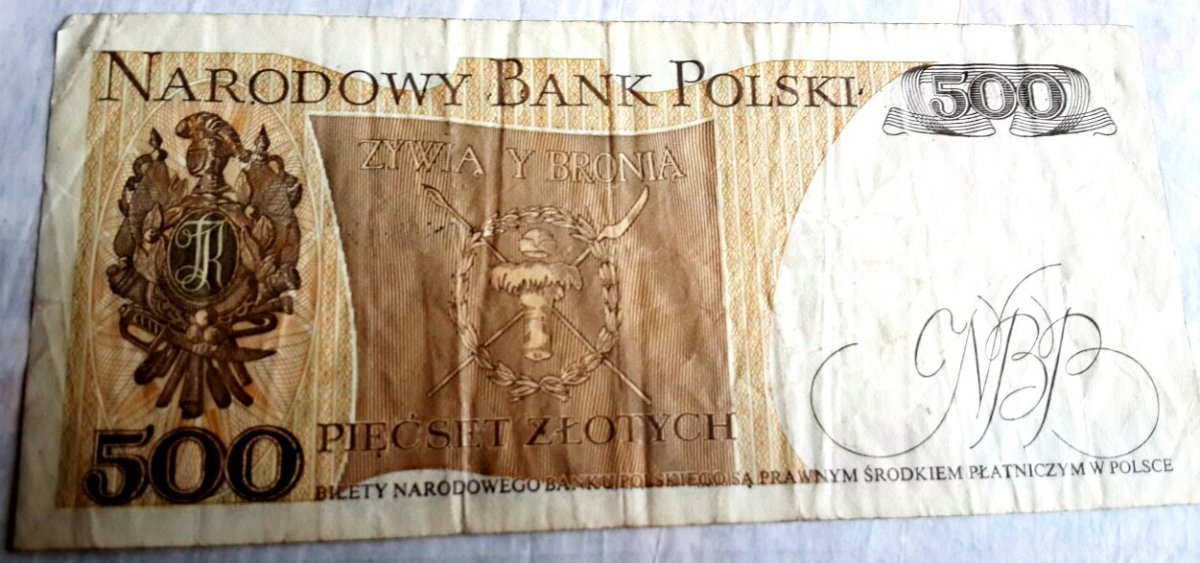 NARODOWY BANK POLSKI
500
ŻYWIĄ Y BRONIĄ
TK
NBP
500
PIĘĆSET ZŁOTYCH
BILETY NARODOWEGO BANKU POLSKIEGO SĄ PRAWNYM ŚRODKIEM PŁATNICZYM W POLSCE